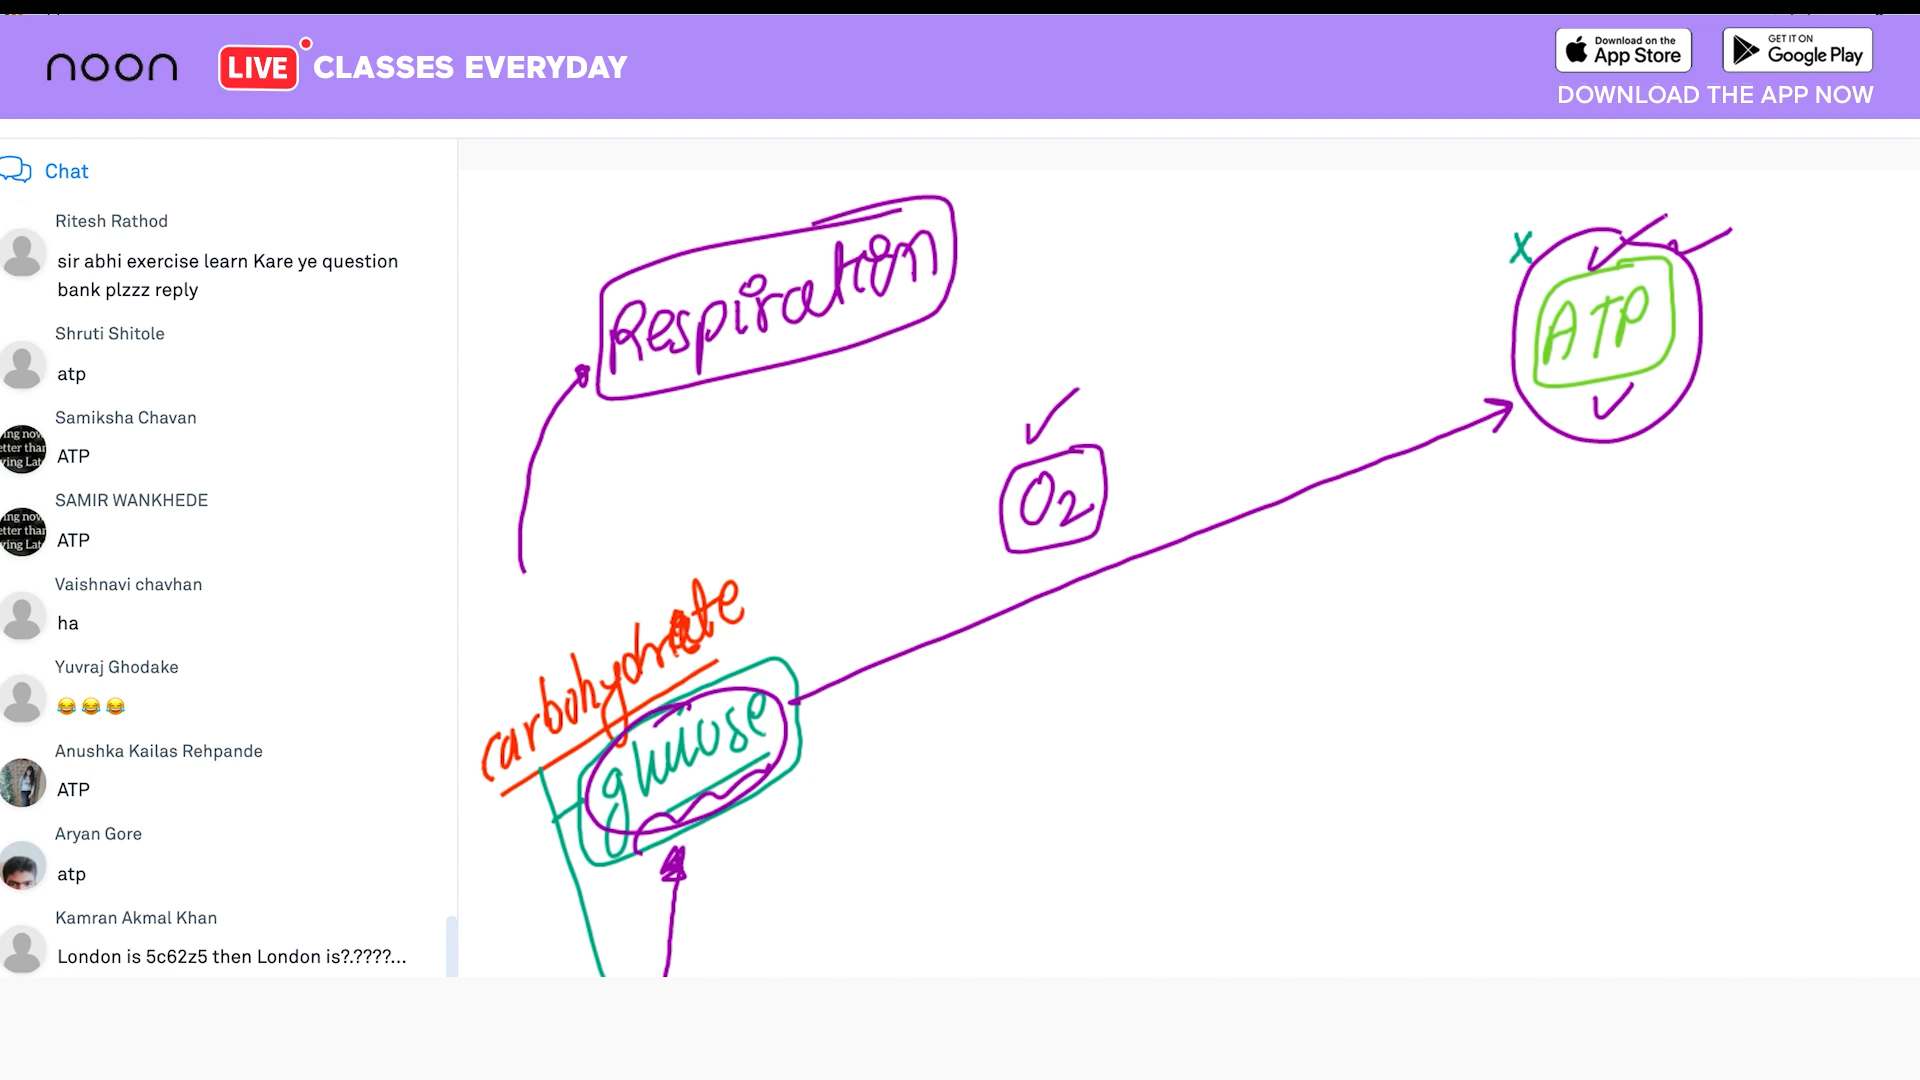 noon LIVE CLASSES EVERYDAY
Download on the App Store
GET IT ON Google Play
DOWNLOAD THE APP NOW
Chat
Ritesh Rathod
sir abhi exercise learn Kare ye question
bank plzzz reply
Shruti Shitole
atp
Samiksha Chavan
ATP
SAMIR WANKHEDE
ATP
Vaishnavi chavhan
ha
Yuvraj Ghodake
😂 😂 😂
Anushka Kailas Rehpande
ATP
Aryan Gore
atp
Kamran Akmal Khan
London is 5c62z5 then London is?.????...
Respiration
x
ATP
O2
carbohydrate
glucose